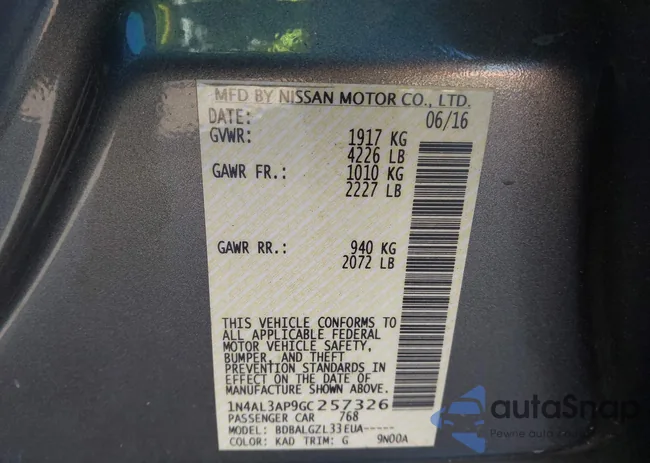 MFD BY NISSAN MOTOR CO., LTD.
DATE: 06/16
GVWR: 1917 KG
4226 LB
GAWR FR.: 1010 KG
2227 LB
GAWR RR.: 940 KG
2072 LB
THIS VEHICLE CONFORMS TO
ALL APPLICABLE FEDERAL
MOTOR VEHICLE SAFETY,
BUMPER, AND THEFT
PREVENTION STANDARDS IN
EFFECT ON THE DATE OF
MANUFACTURE SHOWN ABOVE.
1N4AL3AP9GC257326
PASSENGER CAR 768
MODEL: BDBALGZL33EUA-----
COLOR: KAD TRIM: G 9N00A
autoSnap
Pewne auto